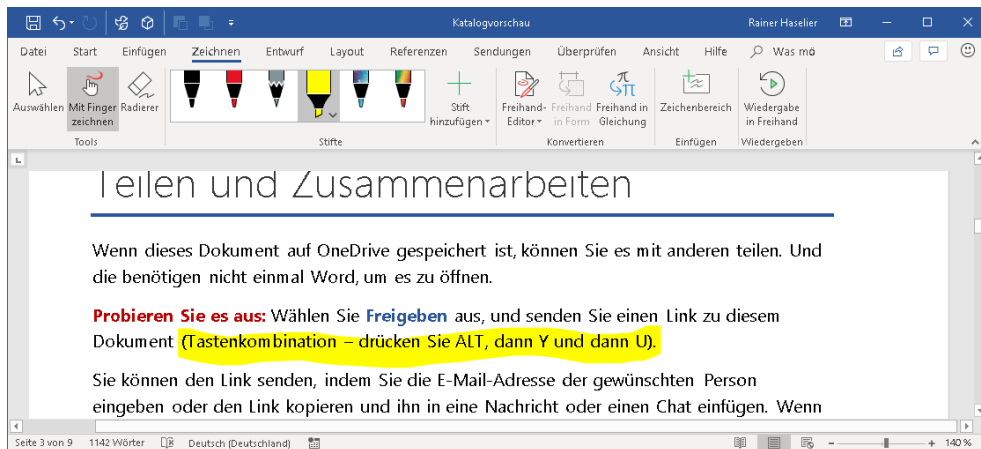 Katalogvorschau
Rainer Haselier
Datei Start Einfügen Zeichnen Entwurf Layout Referenzen Sendungen Überprüfen Ansicht Hilfe Was mö
Auswählen Mit Finger zeichnen Radierer
Stift hinzufügen
Freihand-Editor Freihand in Form Freihand in Gleichung
Zeichenbereich
Wiedergabe in Freihand
Tools Stifte Konvertieren Einfügen Wiedergeben
Teilen und Zusammenarbeiten
Wenn dieses Dokument auf OneDrive gespeichert ist, können Sie es mit anderen teilen. Und
die benötigen nicht einmal Word, um es zu öffnen.
Probieren Sie es aus: Wählen Sie Freigeben aus, und senden Sie einen Link zu diesem
Dokument (Tastenkombination – drücken Sie ALT, dann Y und dann U).
Sie können den Link senden, indem Sie die E-Mail-Adresse der gewünschten Person
eingeben oder den Link kopieren und ihn in eine Nachricht oder einen Chat einfügen. Wenn
Seite 3 von 9 1142 Wörter Deutsch (Deutschland) 140 %